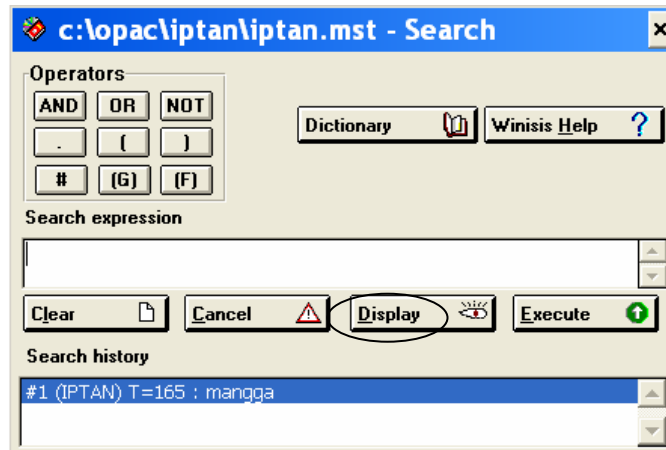 c:\opac\iptan\iptan.mst - Search
Operators
AND OR NOT
. ( )
# (G) (F)
Dictionary
Winisis Help ?
Search expression
Clear Cancel Display Execute
Search history
#1 (IPTAN) T=165 : mangga